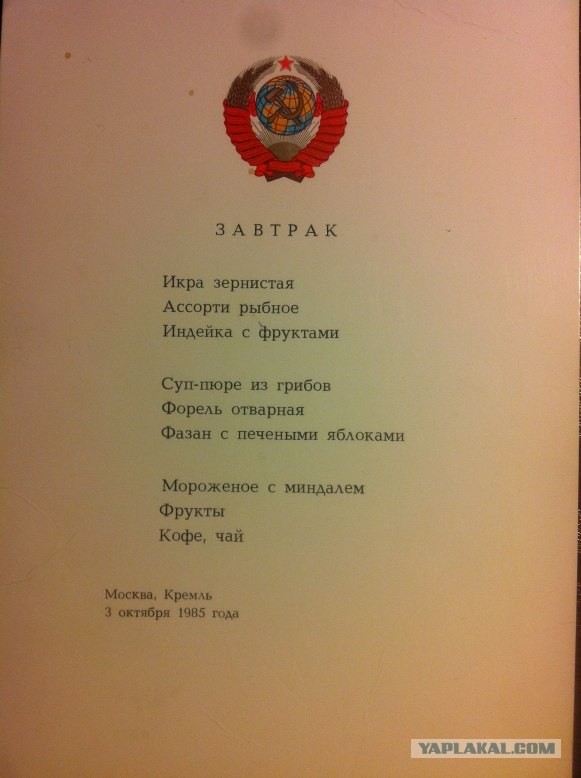 ЗАВТРАК
Икра зернистая
Ассорти рыбное
Индейка с фруктами
Суп-пюре из грибов
Форель отварная
Фазан с печеными яблоками
Мороженое с миндалем
Фрукты
Кофе, чай
Москва, Кремль
3 октября 1985 года
YAPLAKAL.COM